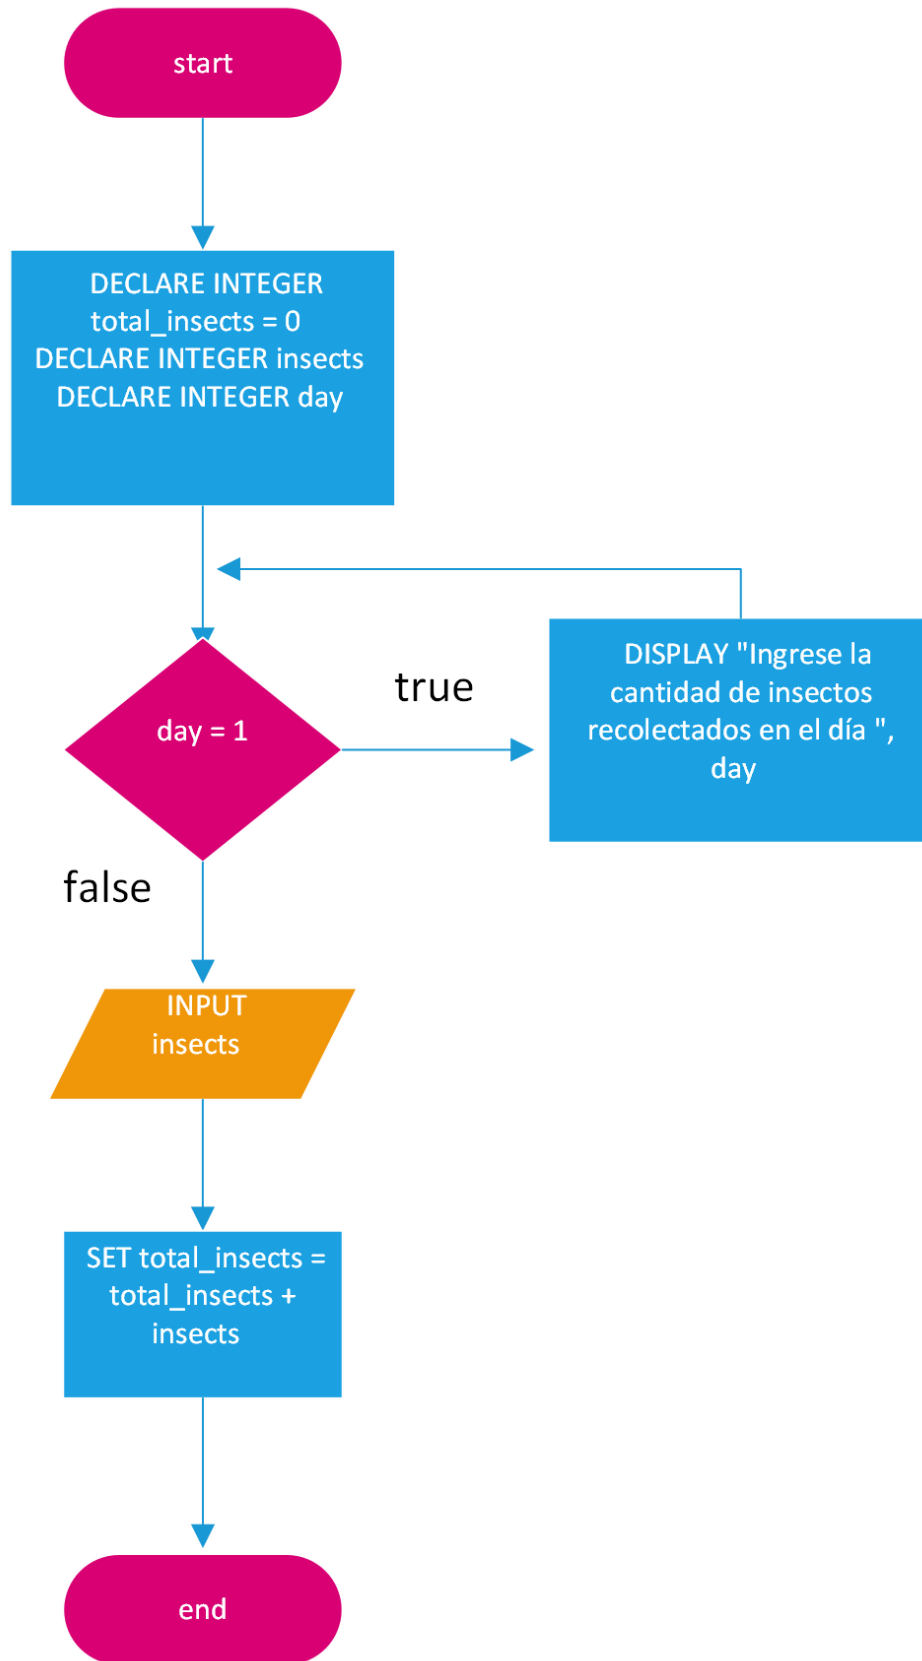 start
DECLARE INTEGER
total_insects = 0
DECLARE INTEGER insects
DECLARE INTEGER day
day = 1
true
DISPLAY "Ingrese la
cantidad de insectos
recolectados en el día ",
day
false
INPUT
insects
SET total_insects =
total_insects +
insects
end